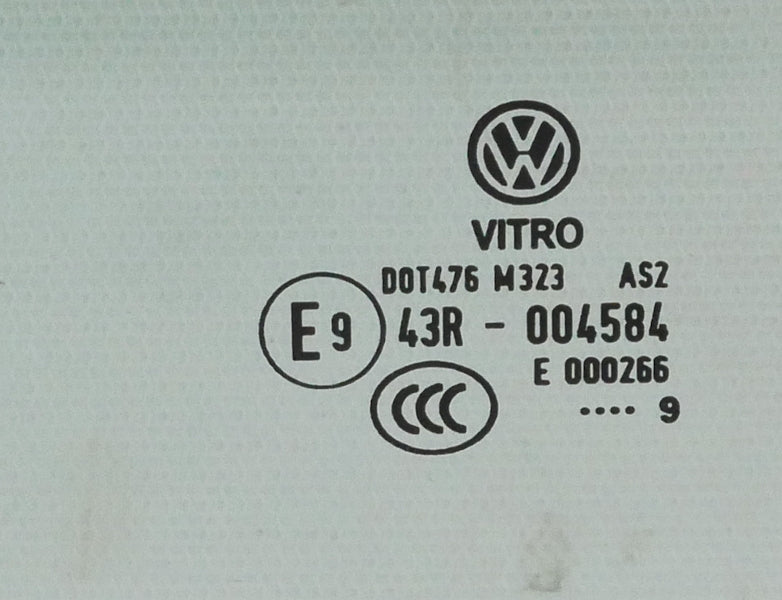 VITRO
DOT476 M323 AS2
E9 43R - 004584
E 000266
CCC
.... 9